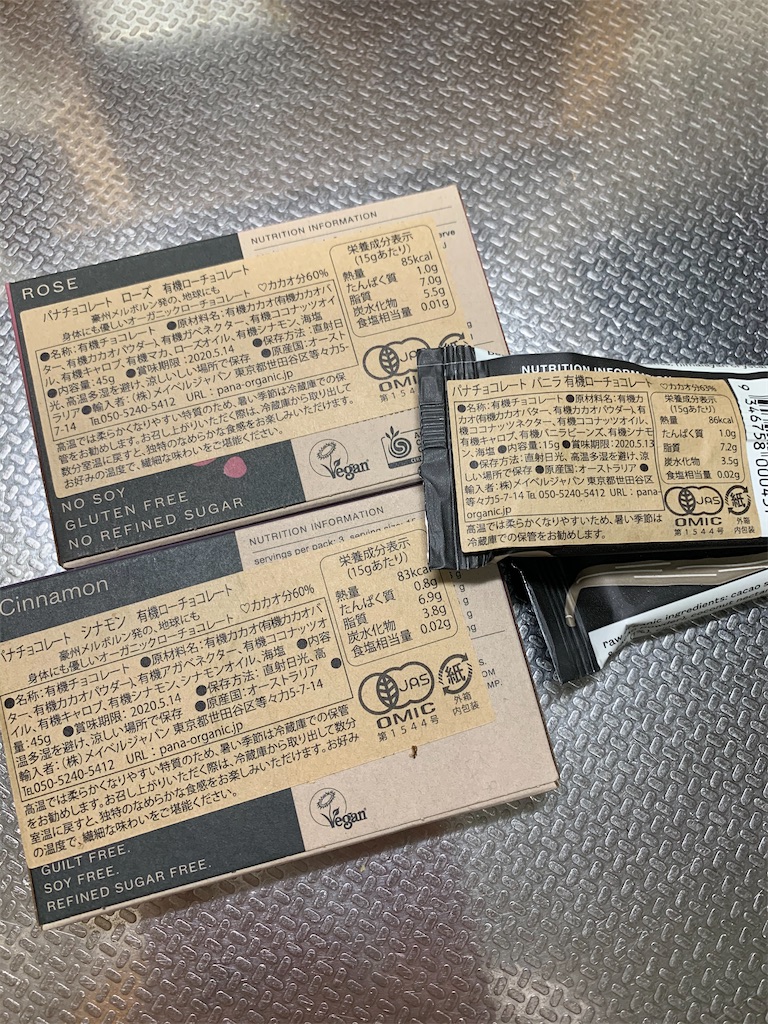 ROSE
NUTRITION INFORMATION
パナチョコレート ローズ 有機ローチョコレート
豪州メルボルン発の、地球にも
身体にも優しいオーガニックローチョコレート ♡カカオ分60%
●名称:有機チョコレート ●原材料名:有機カカオ(有機カカオバ
ター、有機カカオパウダー)、有機アガベネクター、有機ココナッツオイ
ル、有機キャロブ、有機マカ、ローズオイル、有機シナモン、海塩
●内容量:45g ●賞味期限:2020.5.14 ●保存方法:直射日
光、高温多湿を避け、涼しい場所で保存 ●原産国:オースト
ラリア ●輸入者:(株)メイベルジャパン 東京都世田谷区等々力5-
7-14 TEL 050-5240-5412 URL:pana-organic.jp
高温では柔らかくなりやすい特質のため、暑い季節は冷蔵庫での保
管をお勧めします。お召し上がりいただく際は、冷蔵庫から取り出して
数分室温に戻すと、独特のなめらかな食感をお楽しみいただけます。お
好みの温度で、繊細な味わいをご堪能ください。
栄養成分表示
(15gあたり)
熱量 85kcal
たんぱく質 1.0g
脂質 7.0g
炭水化物 5.5g
食塩相当量 0.01g
JAS
OMIC
Vegan
NO SOY
GLUTEN FREE
NO REFINED SUGAR
NUTRITION INFORM
パナチョコレート バニラ 有機ローチョコレート ♡カカオ分63%
●名称:有機チョコレート ●原材料名:有機カ
カオ(有機カカオバター、有機カカオパウダー)、有
機ココナッツネクター、有機ココナッツオイル、
有機キャロブ、有機バニラビーンズ、有機シナモ
ン、海塩 ●内容量:15g ●賞味期限:2020.5.13
●保存方法:直射日光、高温多湿を避け、涼
しい場所で保存 ●原産国:オーストラリア ●
輸入者:(株)メイベルジャパン 東京都世田谷区
等々力5-7-14 TEL 050-5240-5412 URL:pana
organic.jp
高温では柔らかくなりやすい特質のため、暑い季節は
冷蔵庫での保管をお勧めします。
栄養成分表示
(15gあたり)
熱量 86kcal
たんぱく質 1.0g
脂質 7.2g
炭水化物 3.5g
食塩相当量 0.02g
JAS
OMIC
第1544号
紙
外箱
内包装
ingredients: cacao
Cinnamon
NUTRITION INFORMATION
servings per pack: 3
パナチョコレート シナモン 有機ローチョコレート
豪州メルボルン発の、地球にも
身体にも優しいオーガニックローチョコレート ♡カカオ分60%
●名称:有機チョコレート ●原材料名:有機カカオ(有機カカオバ
ター、有機カカオパウダー)、有機アガベネクター、有機ココナッツオ
イル、有機キャロブ、有機シナモン、シナモンオイル、海塩 ●内容
量:45g ●賞味期限:2020.5.14 ●保存方法:直射日光、高
温多湿を避け、涼しい場所で保存 ●原産国:オーストラリア ●
輸入者:(株)メイベルジャパン 東京都世田谷区等々力5-7-14
TEL 050-5240-5412 URL:pana-organic.jp
高温では柔らかくなりやすい特質のため、暑い季節は冷蔵庫での保管
をお勧めします。お召し上がりいただく際は、冷蔵庫から取り出して数分
室温に戻すと、独特のなめらかな食感をお楽しみいただけます。お好み
の温度で、繊細な味わいをご堪能ください。
栄養成分表示
(15gあたり)
熱量 83kcal
たんぱく質 0.8g
脂質 6.9g
炭水化物 3.8g
食塩相当量 0.02g
JAS
OMIC
第1544号
紙
外箱
内包装
Vegan
GUILT FREE.
SOY FREE.
REFINED SUGAR FREE.